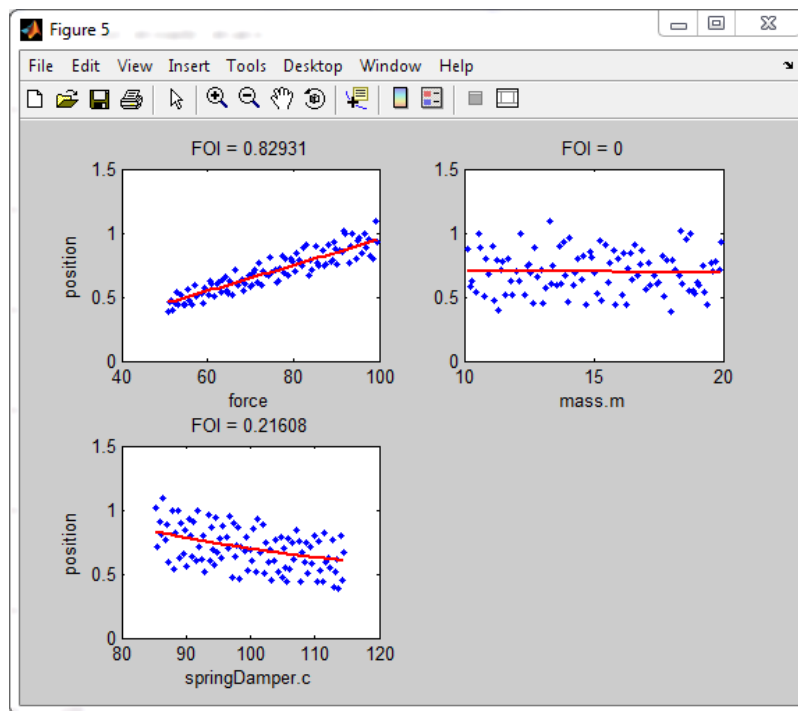 Figure 5
File Edit View Insert Tools Desktop Window Help
FOI = 0.82931
1.5
1
0.5
0
position
40 60 80 100
force
FOI = 0
1.5
1
0.5
0
10 15 20
mass.m
FOI = 0.21608
1.5
1
0.5
0
position
80 90 100 110 120
springDamper.c